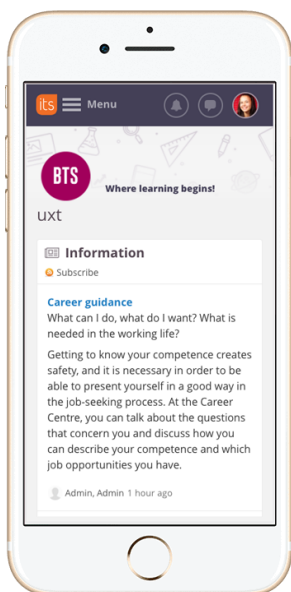 its Menu
BTS
Where learning begins!
uxt
Information
Subscribe
Career guidance
What can I do, what do I want? What is
needed in the working life?
Getting to know your competence creates
safety, and it is necessary in order to be
able to present yourself in a good way in
the job-seeking process. At the Career
Centre, you can talk about the questions
that concern you and discuss how you
can describe your competence and which
job opportunities you have.
Admin, Admin 1 hour ago